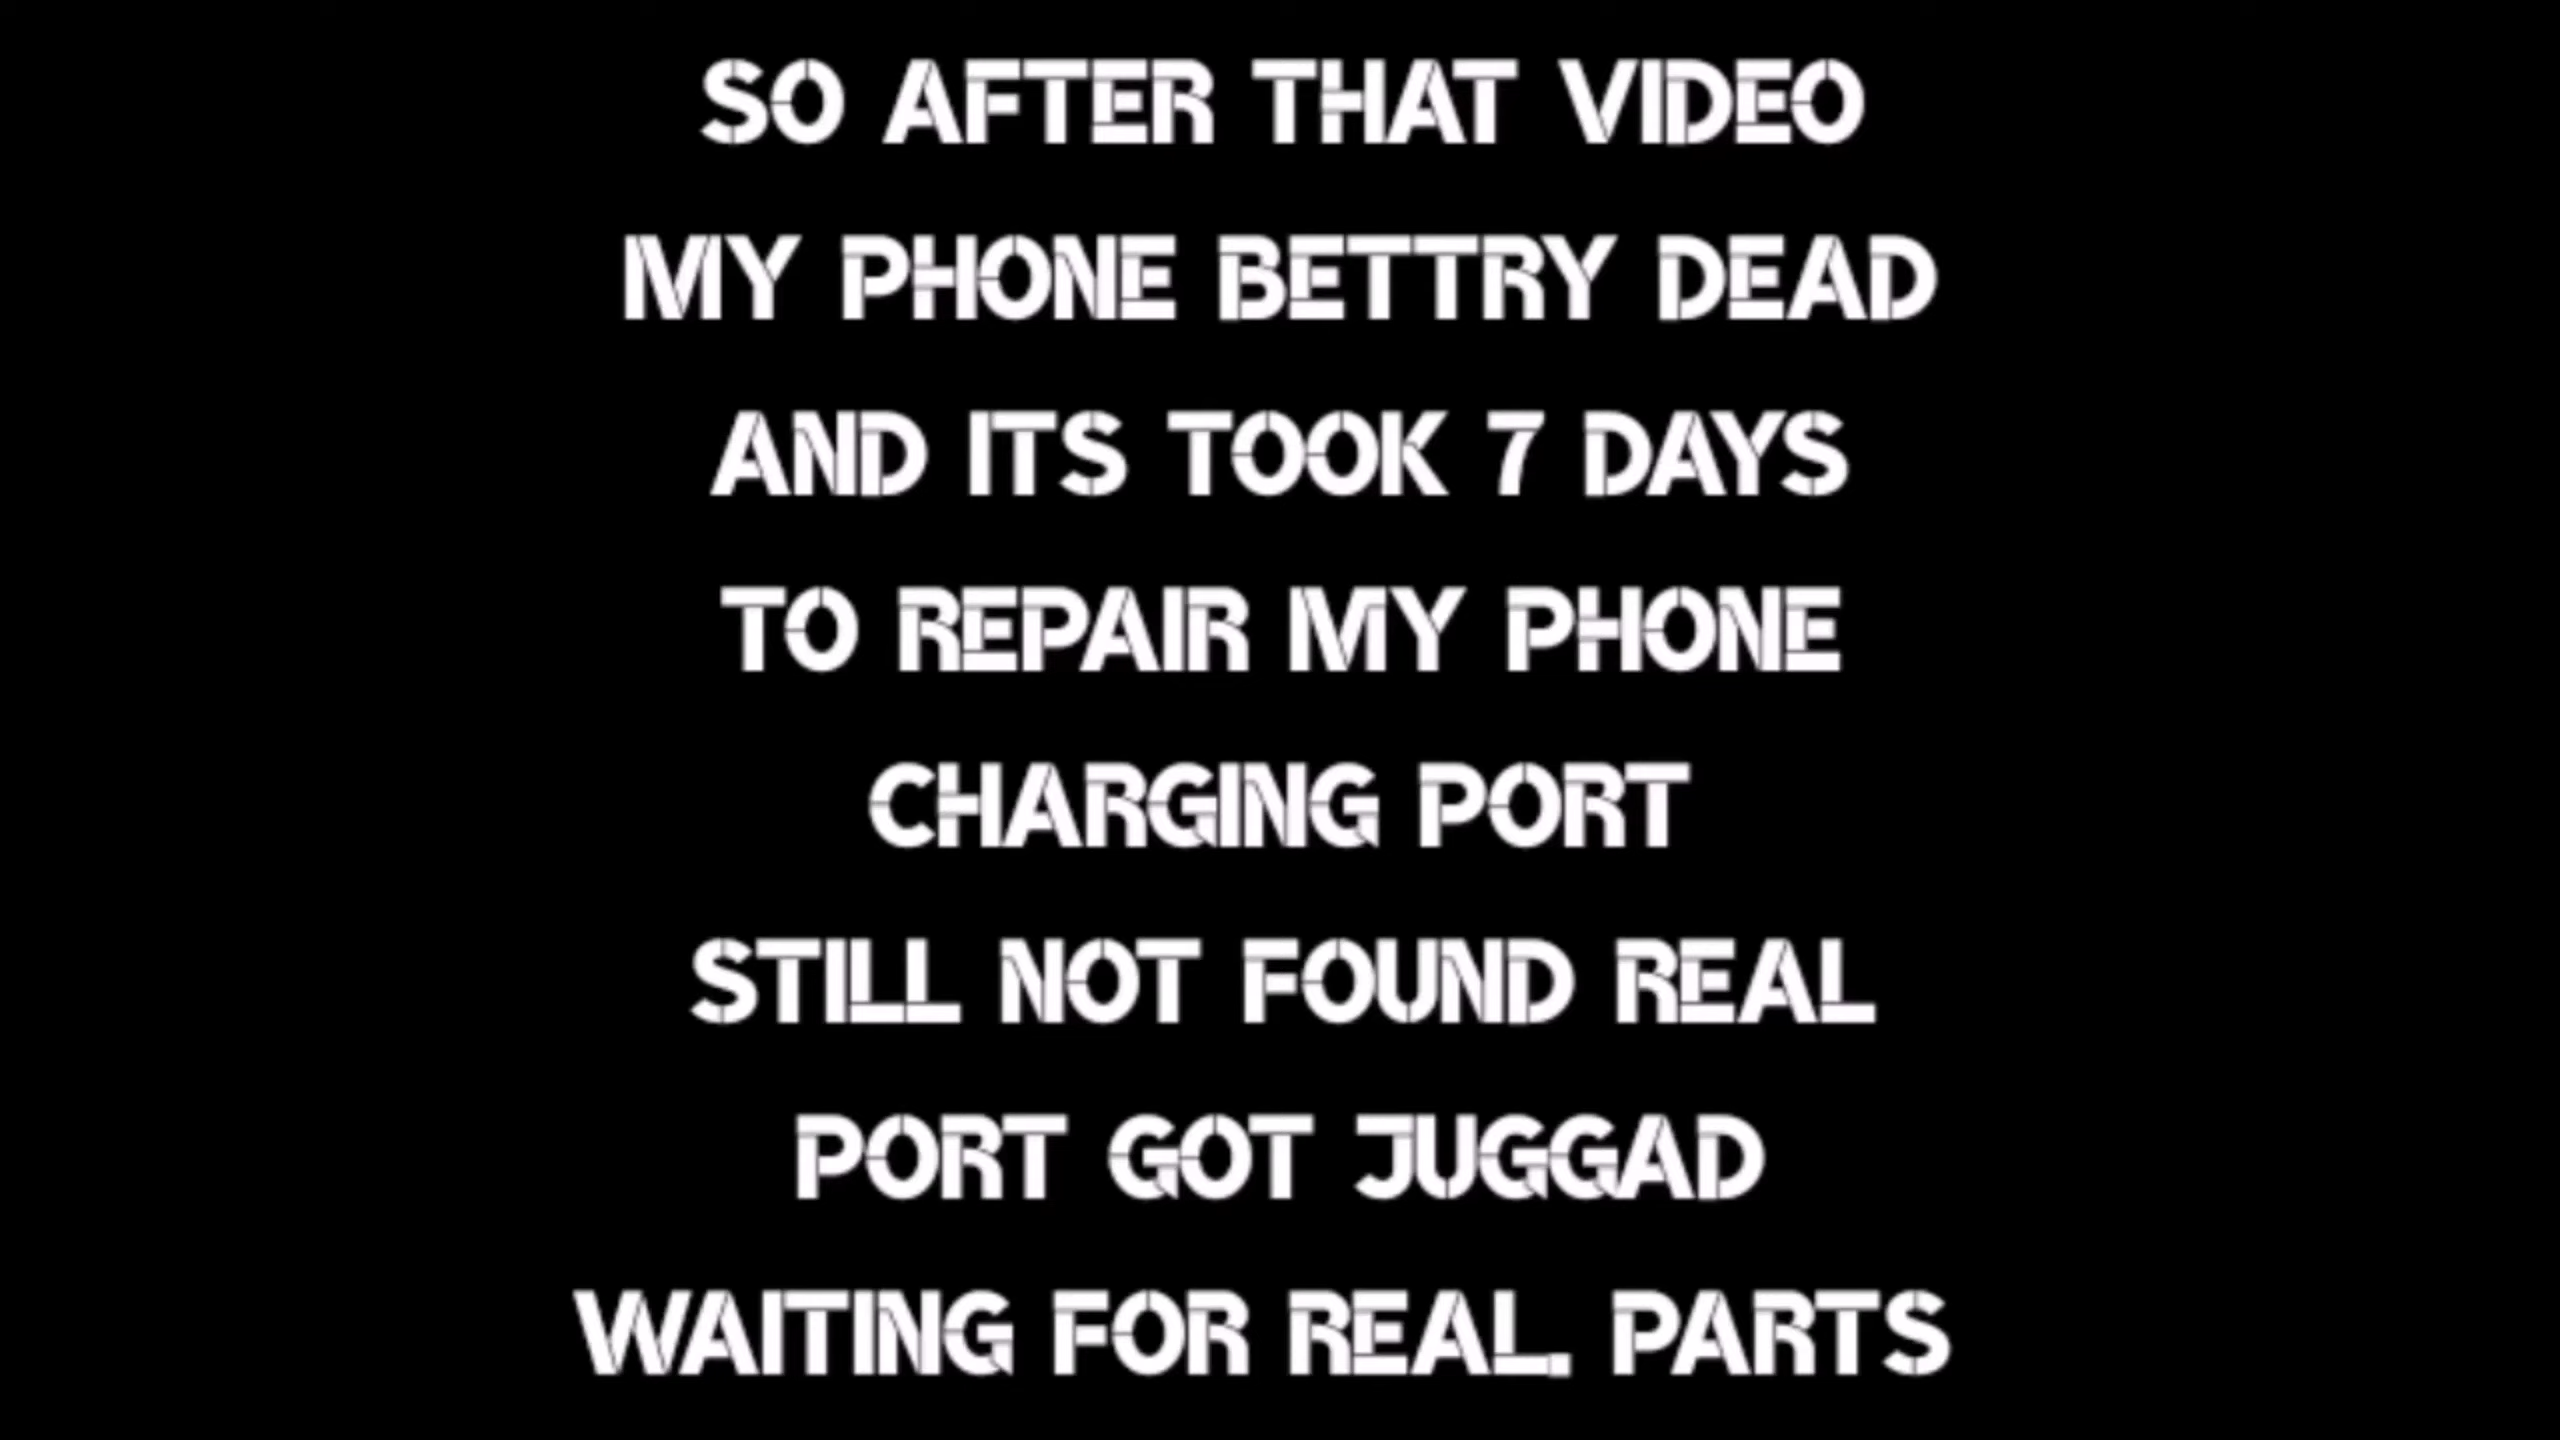 SO AFTER THAT VIDEO
MY PHONE BETTRY DEAD
AND ITS TOOK 7 DAYS
TO REPAIR MY PHONE
CHARGING PORT
STILL NOT FOUND REAL
PORT GOT JUGGAD
WAITING FOR REAL. PARTS